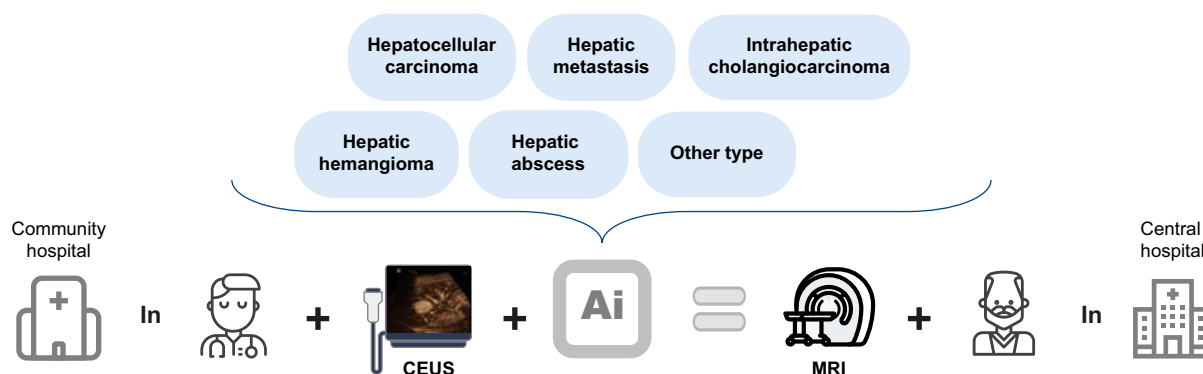 Hepatocellular
carcinoma
Hepatic
metastasis
Intrahepatic
cholangiocarcinoma
Hepatic
hemangioma
Hepatic
abscess
Other type
Community
hospital
In
+
+
Ai
+
In
Central
hospital
CEUS
MRI